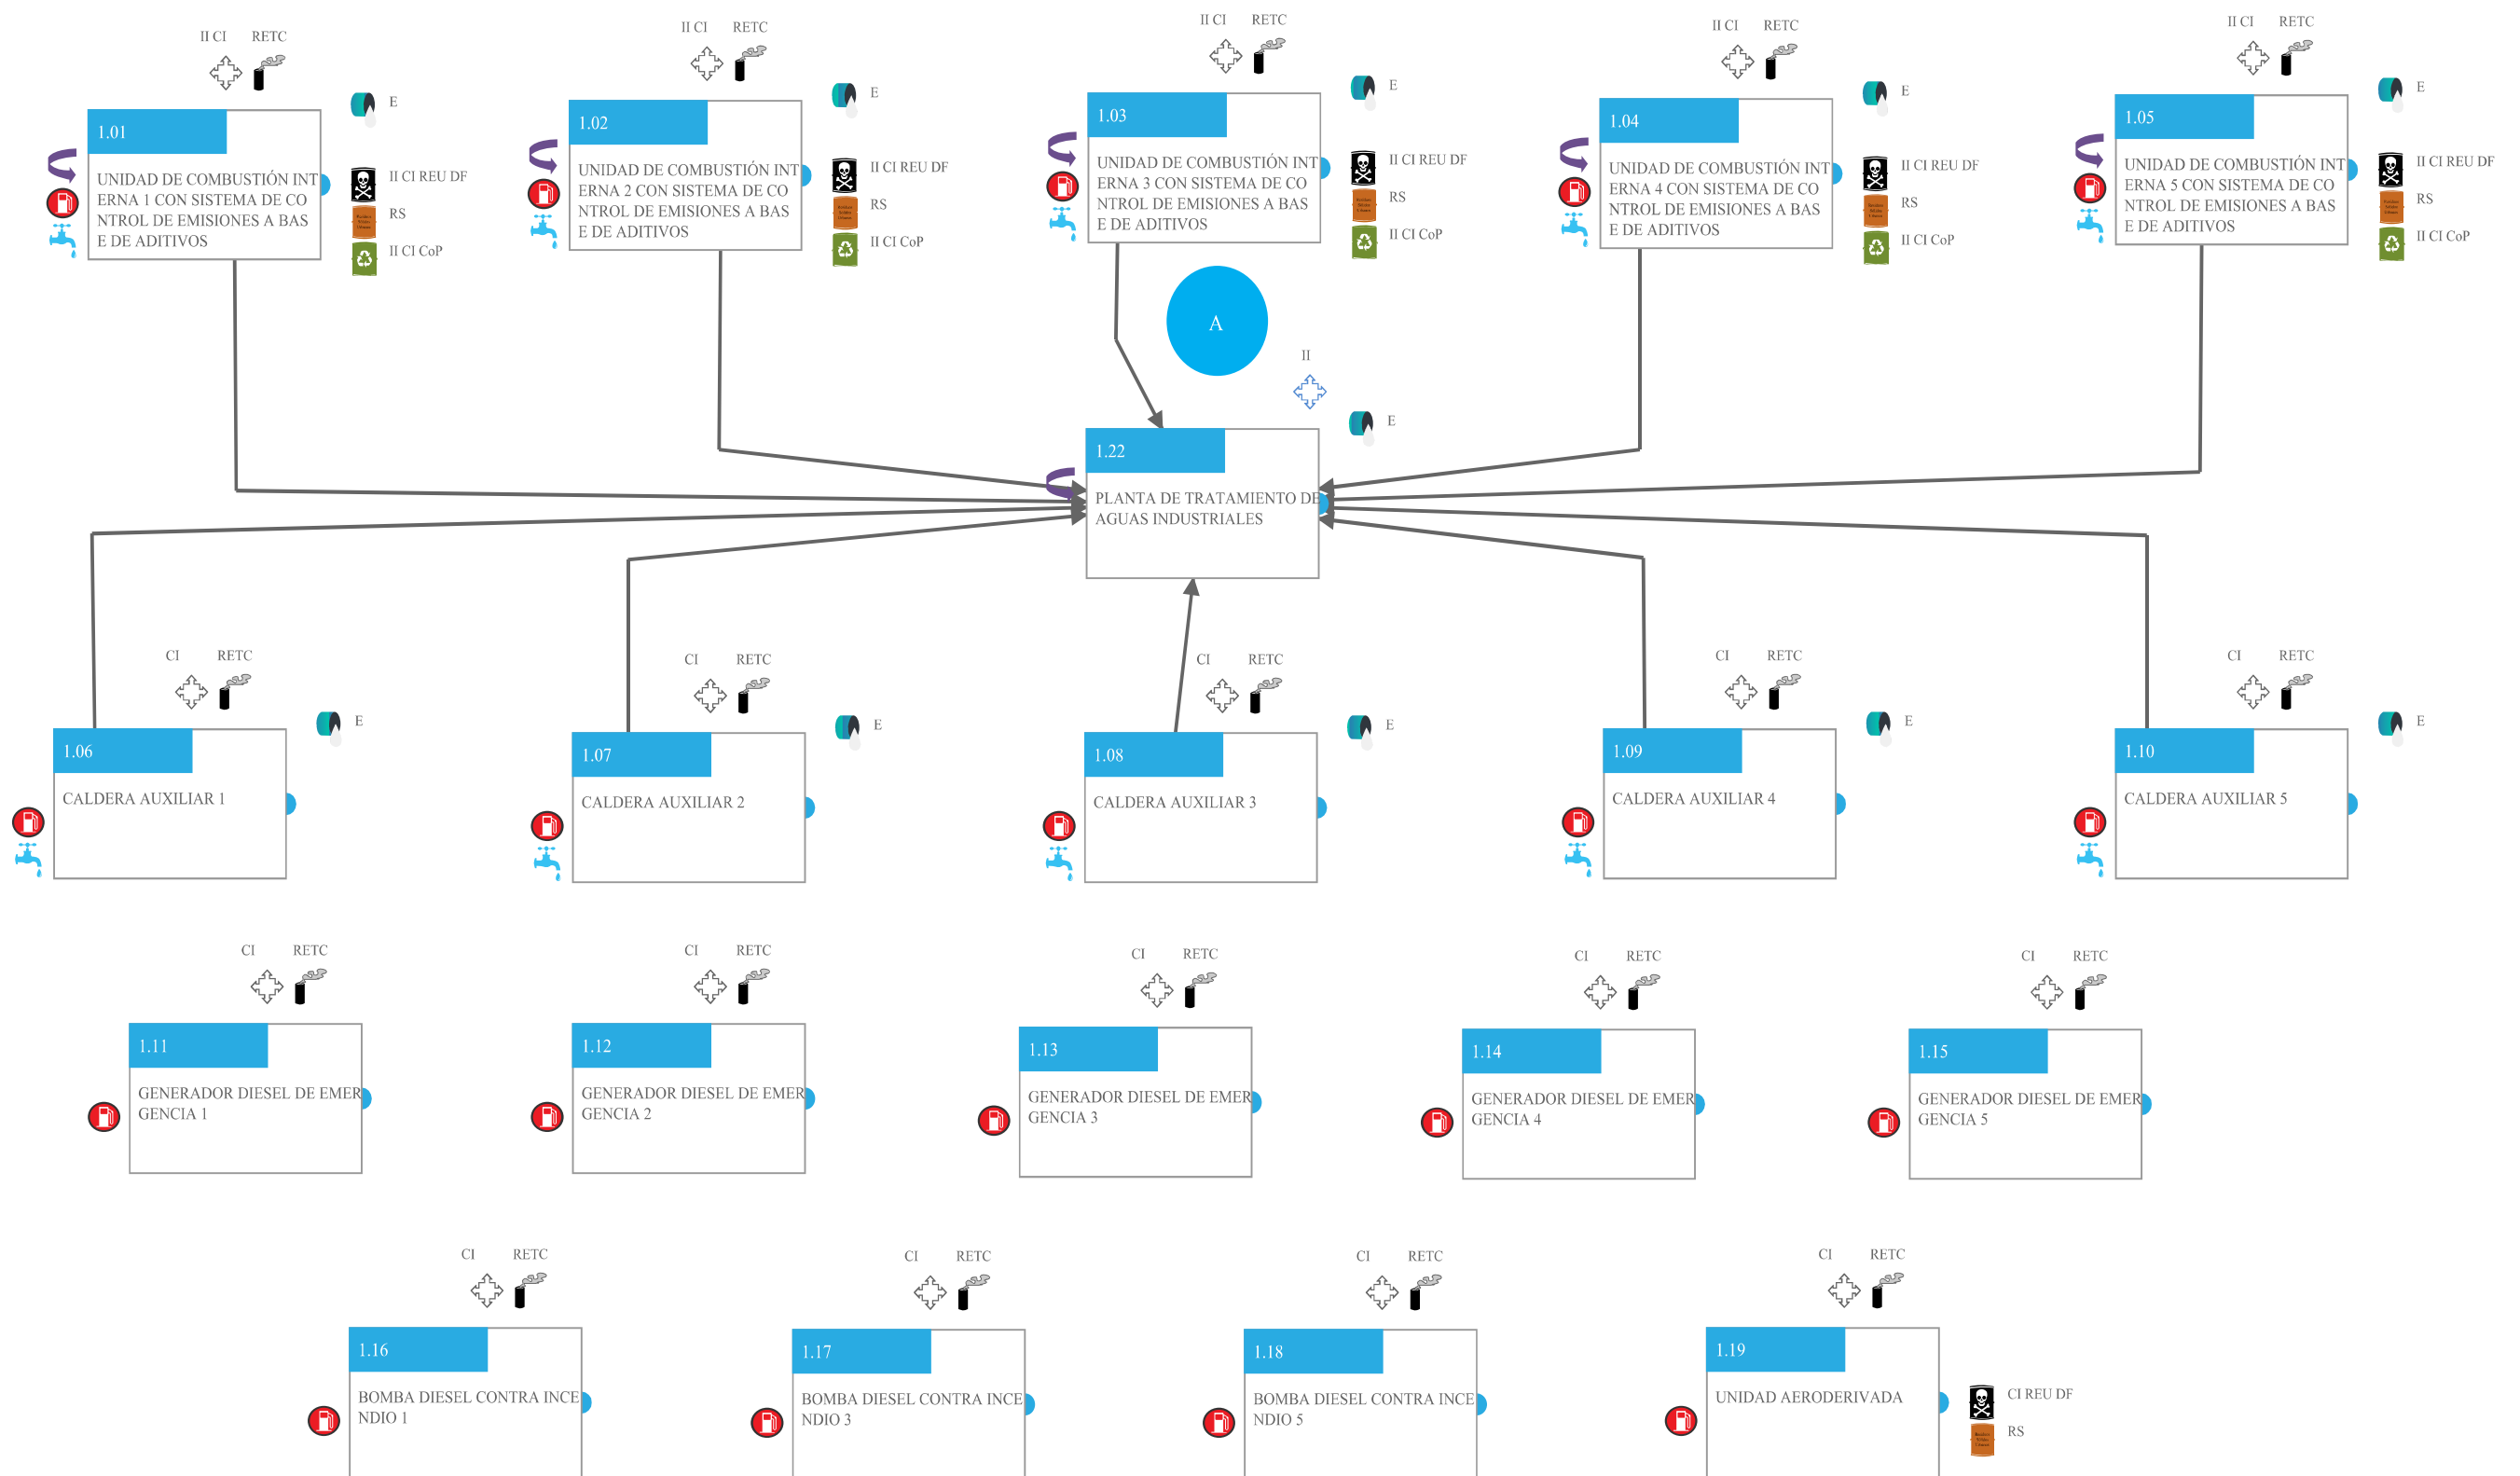 II CI RETC
II CI RETC
II CI RETC
II CI RETC
II CI RETC
E
E
E
E
E
1.01
UNIDAD DE COMBUSTIÓN INT
ERNA 1 CON SISTEMA DE CO
NTROL DE EMISIONES A BAS
E DE ADITIVOS
II CI REU DF
RS
II CI CoP
1.02
UNIDAD DE COMBUSTIÓN INT
ERNA 2 CON SISTEMA DE CO
NTROL DE EMISIONES A BAS
E DE ADITIVOS
II CI REU DF
RS
II CI CoP
1.03
UNIDAD DE COMBUSTIÓN INT
ERNA 3 CON SISTEMA DE CO
NTROL DE EMISIONES A BAS
E DE ADITIVOS
II CI REU DF
RS
II CI CoP
1.04
UNIDAD DE COMBUSTIÓN INT
ERNA 4 CON SISTEMA DE CO
NTROL DE EMISIONES A BAS
E DE ADITIVOS
II CI REU DF
RS
II CI CoP
1.05
UNIDAD DE COMBUSTIÓN INT
ERNA 5 CON SISTEMA DE CO
NTROL DE EMISIONES A BAS
E DE ADITIVOS
II CI REU DF
RS
II CI CoP
A
II
E
1.22
PLANTA DE TRATAMIENTO DE
AGUAS INDUSTRIALES
CI RETC
E
1.06
CALDERA AUXILIAR 1
CI RETC
E
1.07
CALDERA AUXILIAR 2
CI RETC
E
1.08
CALDERA AUXILIAR 3
CI RETC
E
1.09
CALDERA AUXILIAR 4
CI RETC
E
1.10
CALDERA AUXILIAR 5
CI RETC
1.11
GENERADOR DIESEL DE EMER
GENCIA 1
CI RETC
1.12
GENERADOR DIESEL DE EMER
GENCIA 2
CI RETC
1.13
GENERADOR DIESEL DE EMER
GENCIA 3
CI RETC
1.14
GENERADOR DIESEL DE EMER
GENCIA 4
CI RETC
1.15
GENERADOR DIESEL DE EMER
GENCIA 5
CI RETC
1.16
BOMBA DIESEL CONTRA INCE
NDIO 1
CI RETC
1.17
BOMBA DIESEL CONTRA INCE
NDIO 3
CI RETC
1.18
BOMBA DIESEL CONTRA INCE
NDIO 5
CI RETC
1.19
UNIDAD AERODERIVADA
CI REU DF
RS